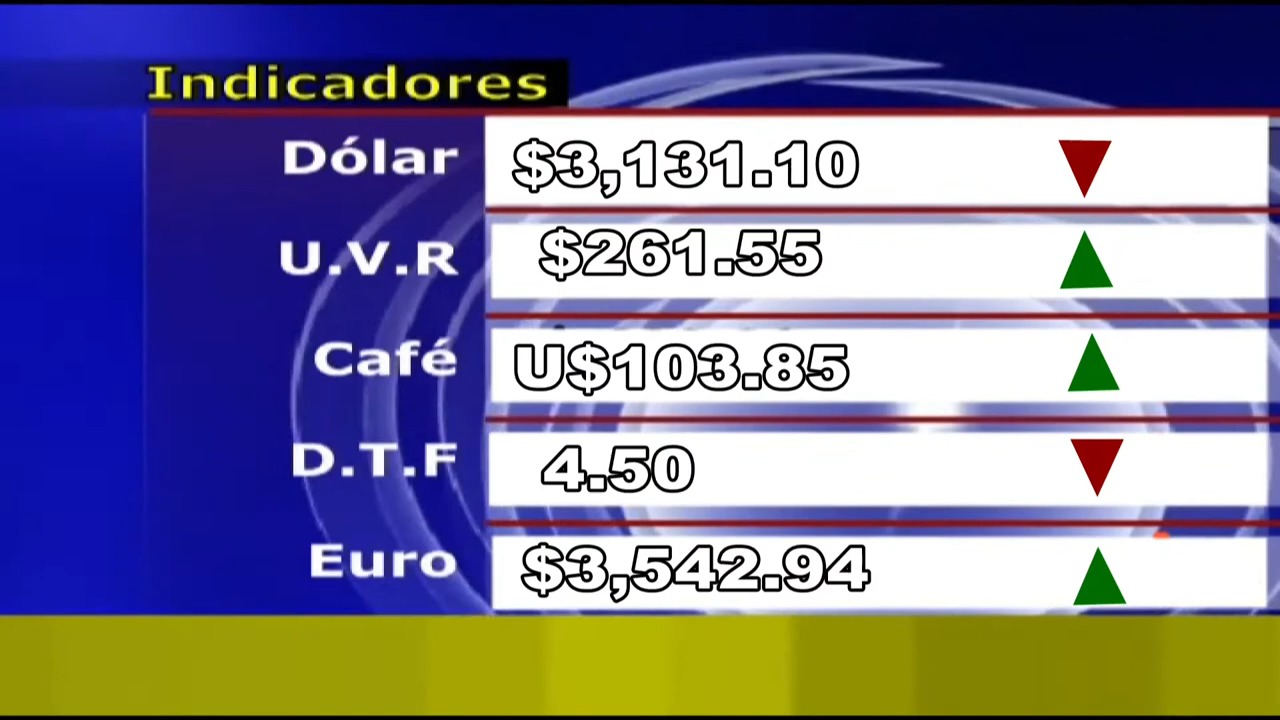 Indicadores
Dólar $3,131.10
U.V.R $261.55
Café U$103.85
D.T.F 4.50
Euro $3,542.94